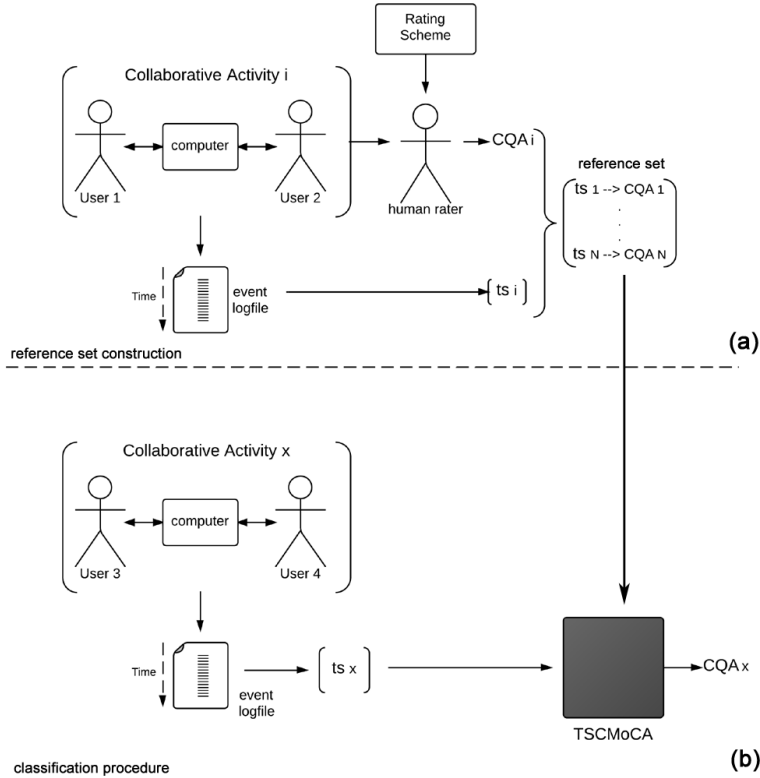 Rating
Scheme
Collaborative Activity i
computer
User 1
User 2
human rater
CQA i
reference set
ts 1 --> CQA 1
.
.
.
ts N --> CQA N
Time
event
logfile
ts i
(a)
reference set construction
Collaborative Activity x
computer
User 3
User 4
Time
event
logfile
ts x
CQA x
TSCMoCA
(b)
classification procedure